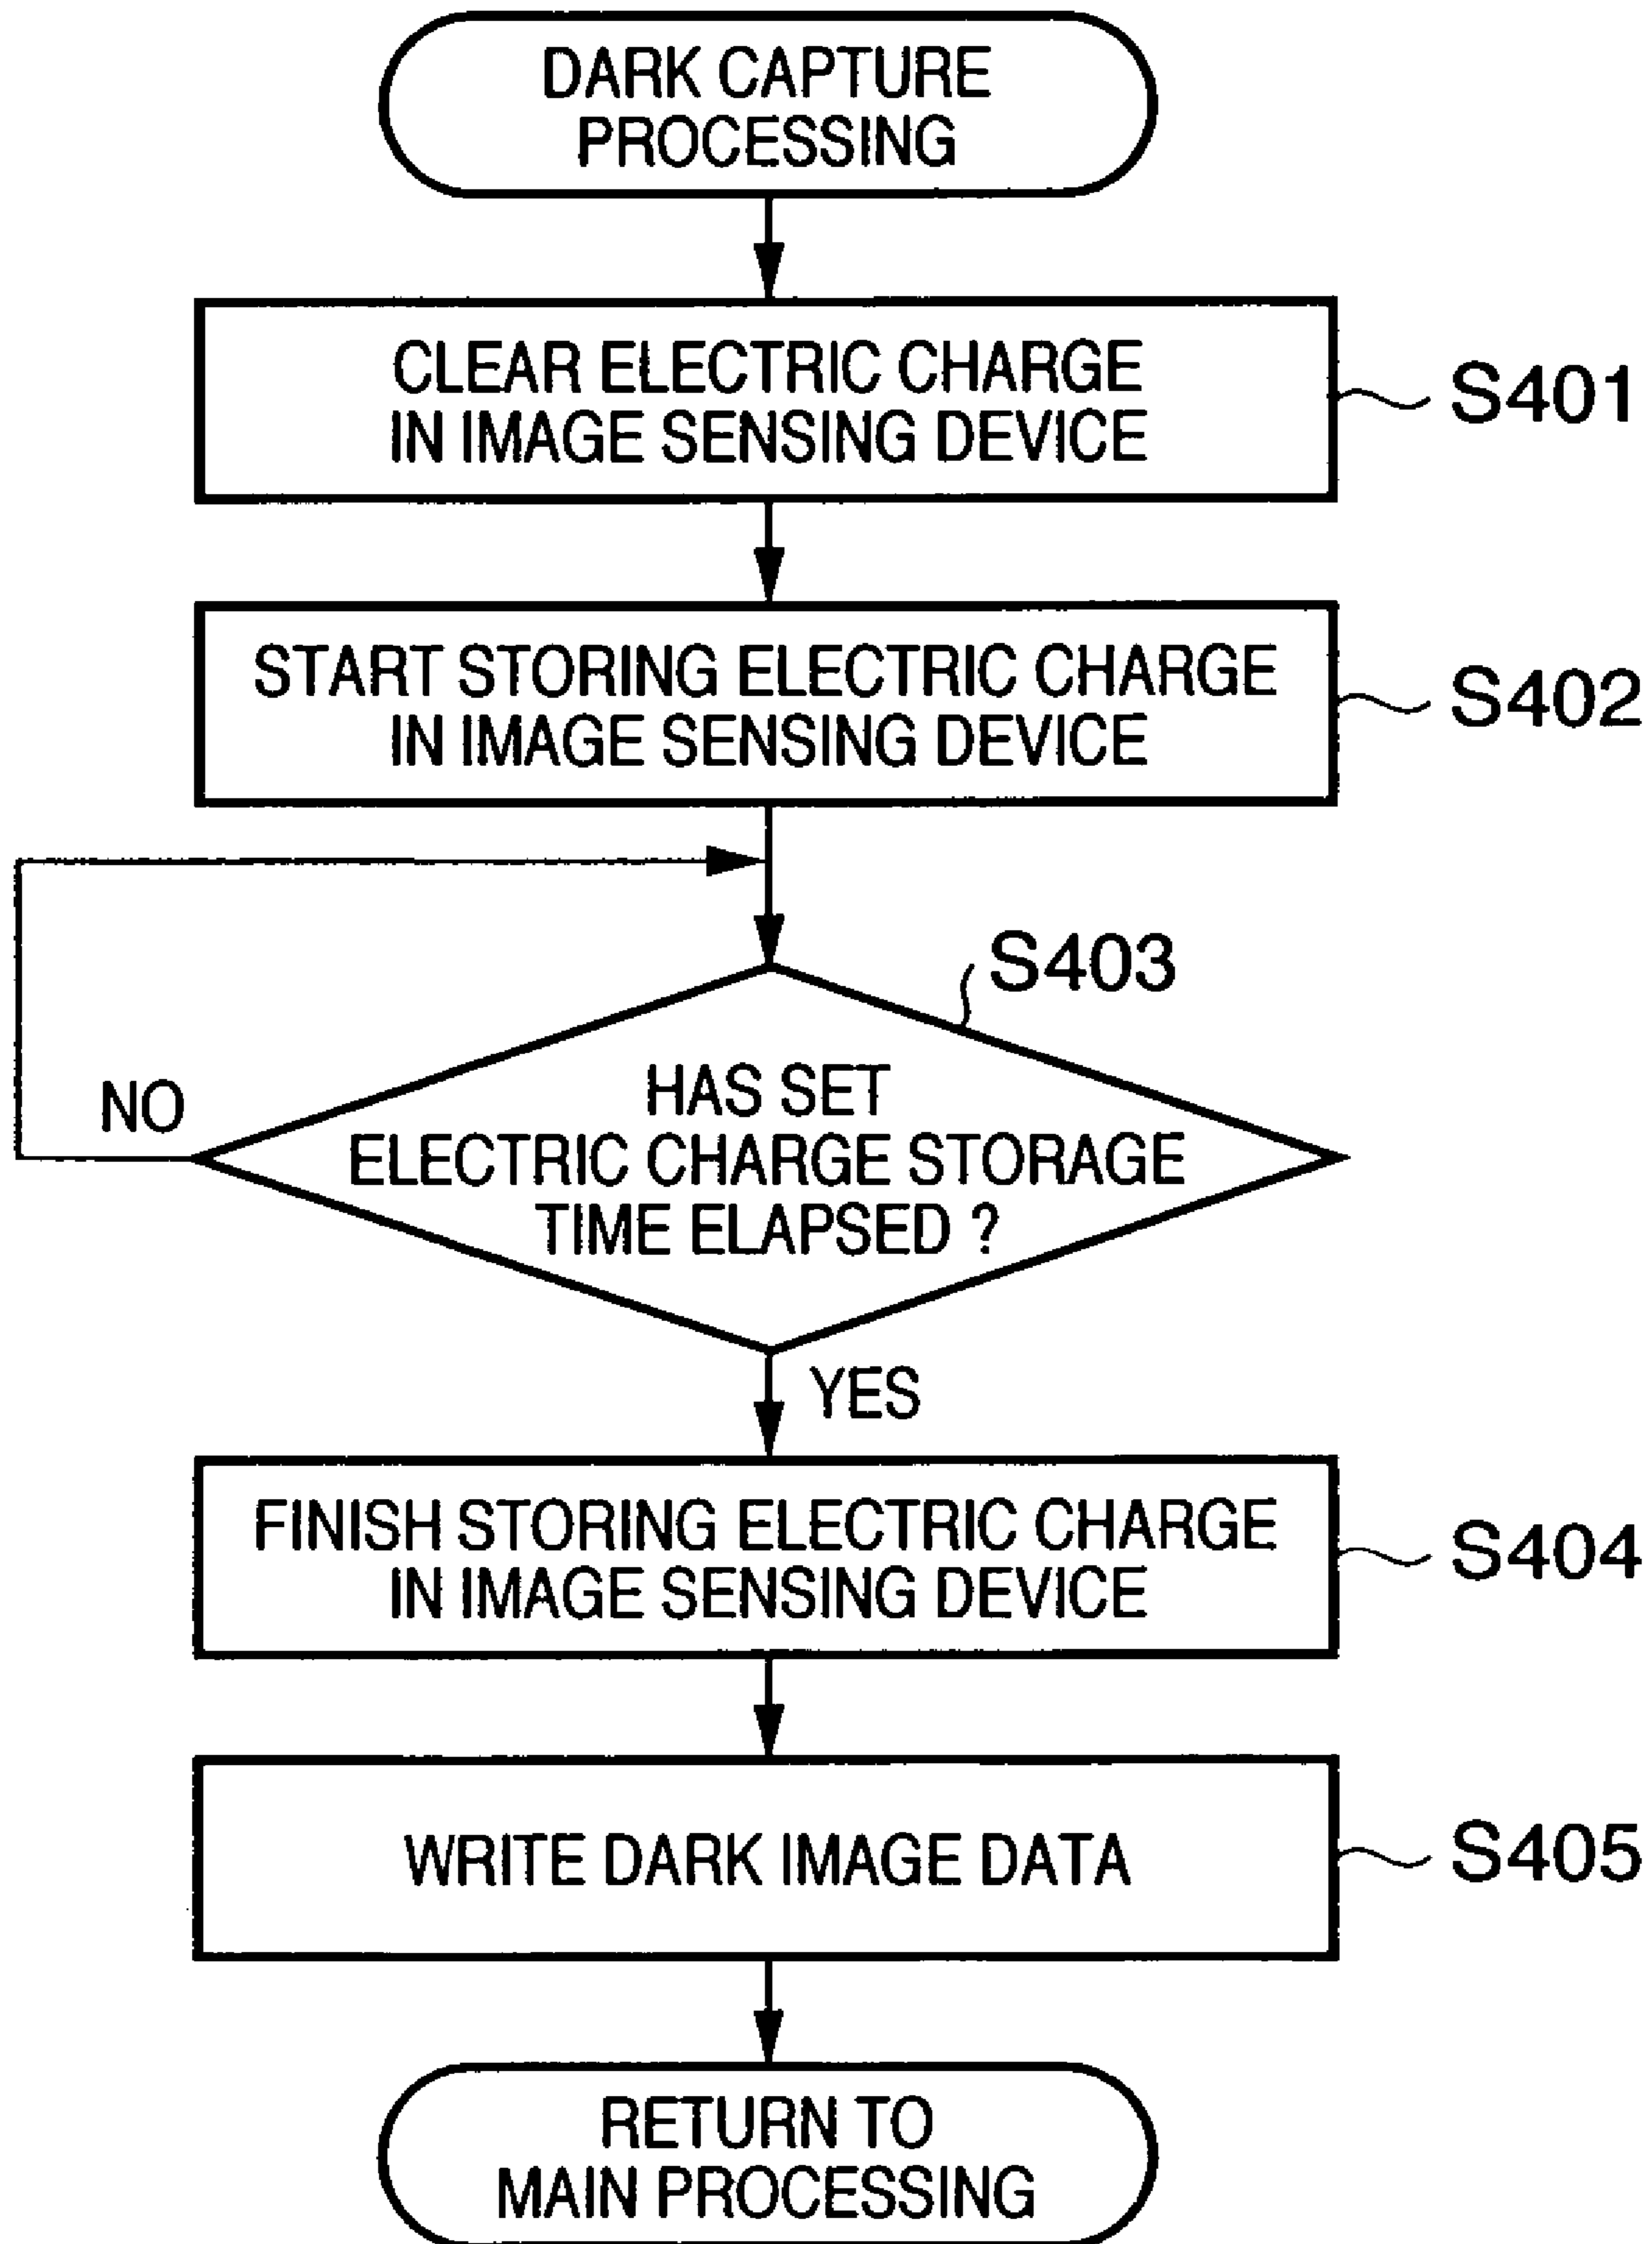 DARK CAPTURE
PROCESSING
CLEAR ELECTRIC CHARGE
IN IMAGE SENSING DEVICE
S401
START STORING ELECTRIC CHARGE
IN IMAGE SENSING DEVICE
S402
S403
NO
HAS SET
ELECTRIC CHARGE STORAGE
TIME ELAPSED ?
YES
FINISH STORING ELECTRIC CHARGE
IN IMAGE SENSING DEVICE
S404
WRITE DARK IMAGE DATA
S405
RETURN TO
MAIN PROCESSING